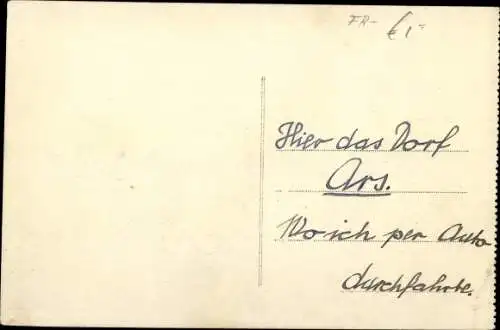 FR- € 1.-
Hier das Dorf
Ars.
Wo ich per Auto
durchfahrte.